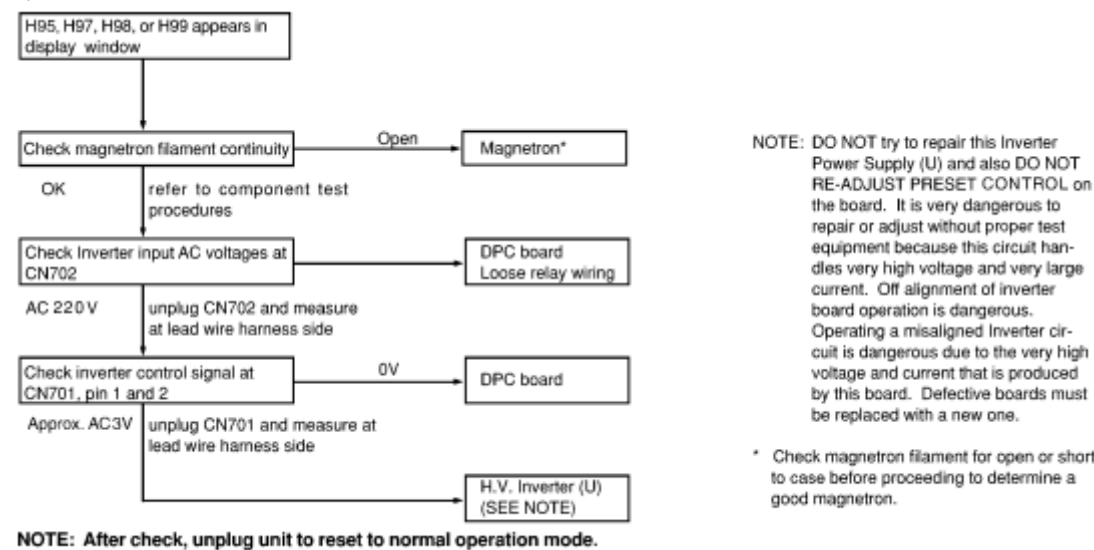 H95, H97, H98, or H99 appears in
display window
Check magnetron filament continuity
Open
Magnetron*
OK
refer to component test
procedures
Check Inverter input AC voltages at
CN702
DPC board
Loose relay wiring
AC 220 V
unplug CN702 and measure
at lead wire harness side
Check inverter control signal at
CN701, pin 1 and 2
0V
DPC board
Approx. AC3V
unplug CN701 and measure at
lead wire harness side
H.V. Inverter (U)
(SEE NOTE)
NOTE: After check, unplug unit to reset to normal operation mode.
NOTE: DO NOT try to repair this Inverter
Power Supply (U) and also DO NOT
RE-ADJUST PRESET CONTROL on
the board. It is very dangerous to
repair or adjust without proper test
equipment because this circuit han-
dles very high voltage and very large
current. Off alignment of inverter
board operation is dangerous.
Operating a misaligned Inverter cir-
cuit is dangerous due to the very high
voltage and current that is produced
by this board. Defective boards must
be replaced with a new one.
* Check magnetron filament for open or short
to case before proceeding to determine a
good magnetron.